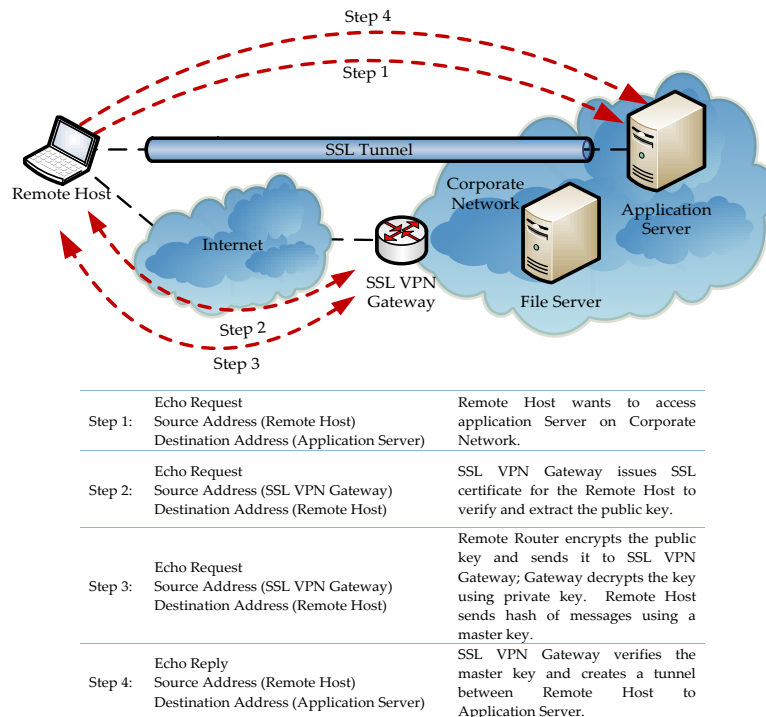 Step 4
Step 1
SSL Tunnel
Remote Host
Corporate
Network
Application
Server
Internet
SSL VPN
Gateway
File Server
Step 2
Step 3
Step 1:
Echo Request
Source Address (Remote Host)
Destination Address (Application Server)
Remote Host wants to access
application Server on Corporate
Network.
Step 2:
Echo Request
Source Address (SSL VPN Gateway)
Destination Address (Remote Host)
SSL VPN Gateway issues SSL
certificate for the Remote Host to
verify and extract the public key.
Step 3:
Echo Request
Source Address (SSL VPN Gateway)
Destination Address (Remote Host)
Remote Router encrypts the public
key and sends it to SSL VPN
Gateway; Gateway decrypts the key
using private key. Remote Host
sends hash of messages using a
master key.
Step 4:
Echo Reply
Source Address (Remote Host)
Destination Address (Application Server)
SSL VPN Gateway verifies the
master key and creates a tunnel
between Remote Host to
Application Server.